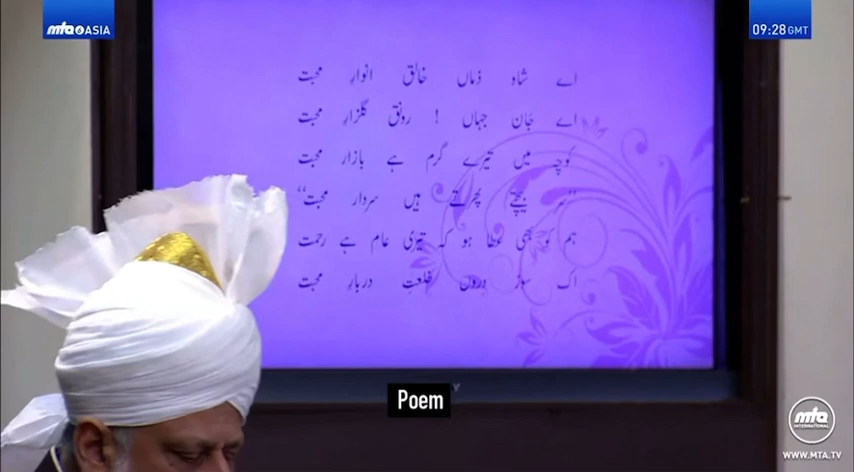 mta ASIA
09:28 GMT
اے شاہ زماں خالق انوارِ محبت
اے جان جہاں ! رونق گلزارِ محبت
کوچہ میں تیرے گرم ہے بازار محبت
”سر بیچتے پھرتے ہیں سردار محبت“
ہم کو بھی عطا ہو کہ تیری عام ہے رحمت
اک سوز دروں خلعتِ دربارِ محبت
Poem
mta
INTERNATIONAL
WWW.MTA.TV